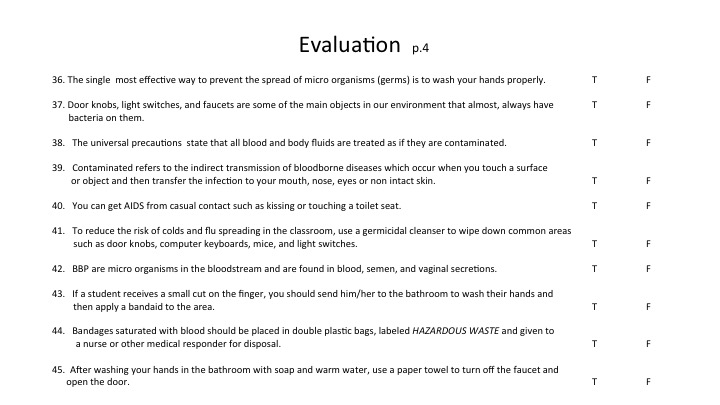 Evaluation p.4
36. The single most effective way to prevent the spread of micro organisms (germs) is to wash your hands properly. T F
37. Door knobs, light switches, and faucets are some of the main objects in our environment that almost, always have T F
bacteria on them.
38. The universal precautions state that all blood and body fluids are treated as if they are contaminated. T F
39. Contaminated refers to the indirect transmission of bloodborne diseases which occur when you touch a surface
or object and then transfer the infection to your mouth, nose, eyes or non intact skin. T F
40. You can get AIDS from casual contact such as kissing or touching a toilet seat. T F
41. To reduce the risk of colds and flu spreading in the classroom, use a germicidal cleanser to wipe down common areas
such as door knobs, computer keyboards, mice, and light switches. T F
42. BBP are micro organisms in the bloodstream and are found in blood, semen, and vaginal secretions. T F
43. If a student receives a small cut on the finger, you should send him/her to the bathroom to wash their hands and
then apply a bandaid to the area. T F
44. Bandages saturated with blood should be placed in double plastic bags, labeled HAZARDOUS WASTE and given to
a nurse or other medical responder for disposal. T F
45. After washing your hands in the bathroom with soap and warm water, use a paper towel to turn off the faucet and
open the door. T F